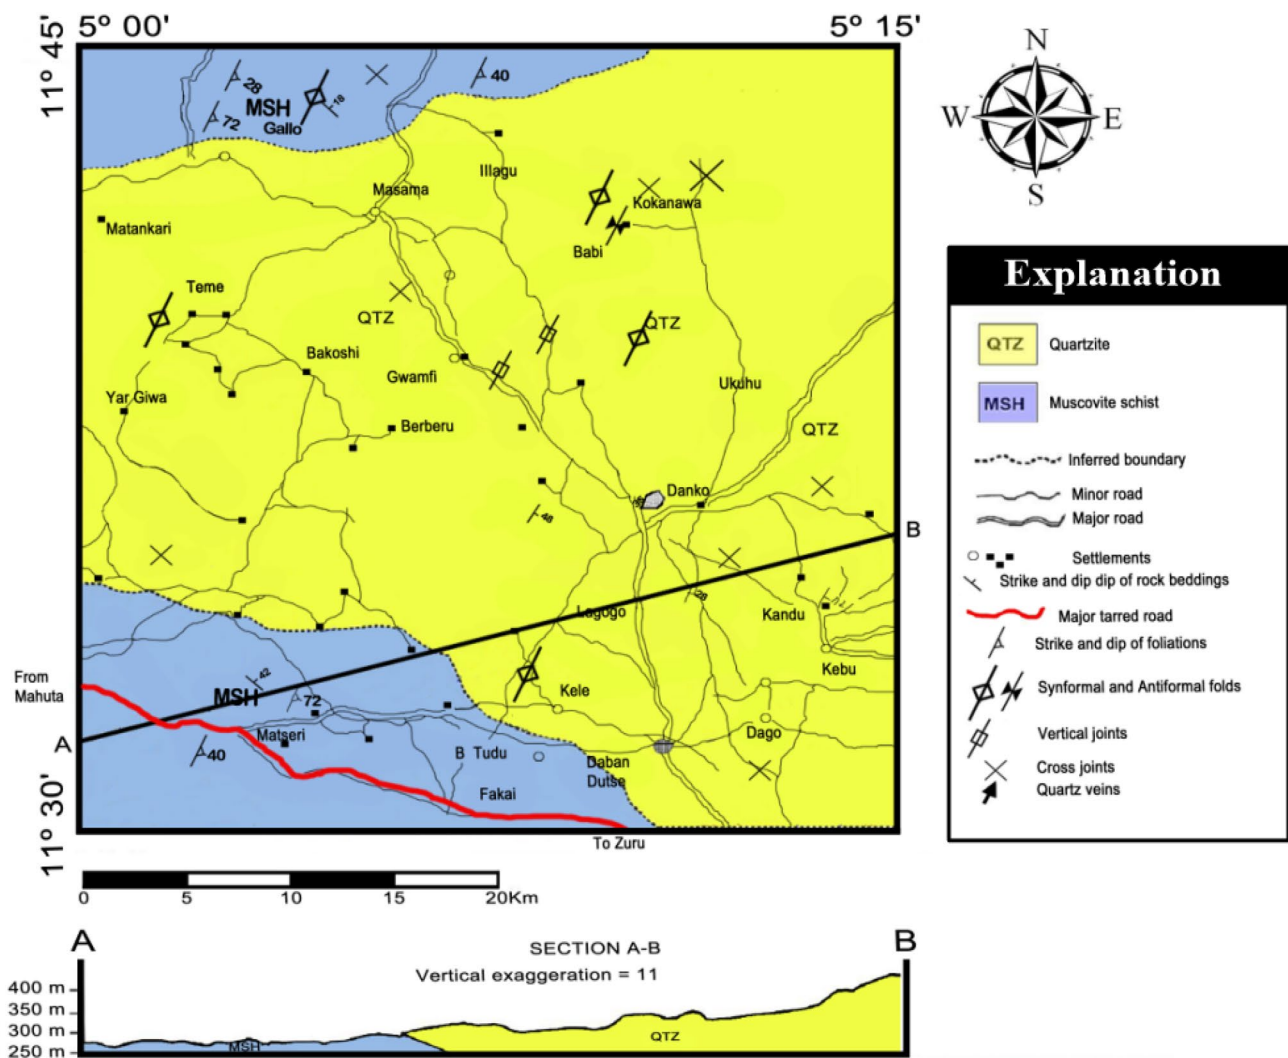 5º 00'
5º 15'
11º 45'
N
W
E
S
28
MSH
18
40
72
Gallo
Illagu
Masama
Kokanawa
Matankari
Babi
Teme
QTZ
QTZ
Bakoshi
Gwamfi
Ukuhu
Yar Giwa
Berberu
QTZ
Danko
48
B
28
Lagogo
Kandu
Kebu
42
From
Mahuta
MSH
72
Kele
A
40
Matseri
B Tudu
Dago
Daban
Dutse
Fakai
11º 30'
To Zuru
Explanation
QTZ Quartzite
MSH Muscovite schist
Inferred boundary
Minor road
Major road
Settlements
Strike and dip dip of rock beddings
Major tarred road
Strike and dip of foliations
Synformal and Antiformal folds
Vertical joints
Cross joints
Quartz veins
0 5 10 15 20Km
A
B
SECTION A-B
Vertical exaggeration = 11
400 m
350 m
300 m
250 m
MSH
QTZ